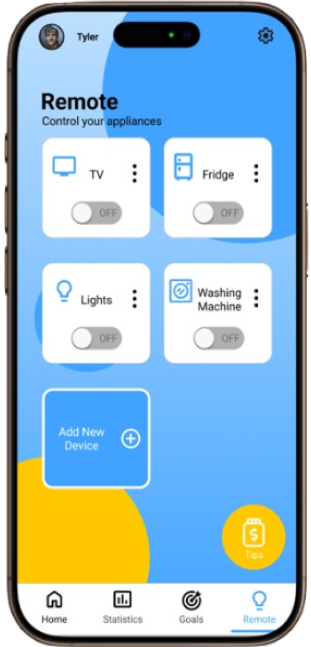 Tyler
Remote
Control your appliances
TV
OFF
Fridge
OFF
Lights
OFF
Washing
Machine
OFF
Add New
Device
$
Tips
Home
Statistics
Goals
Remote